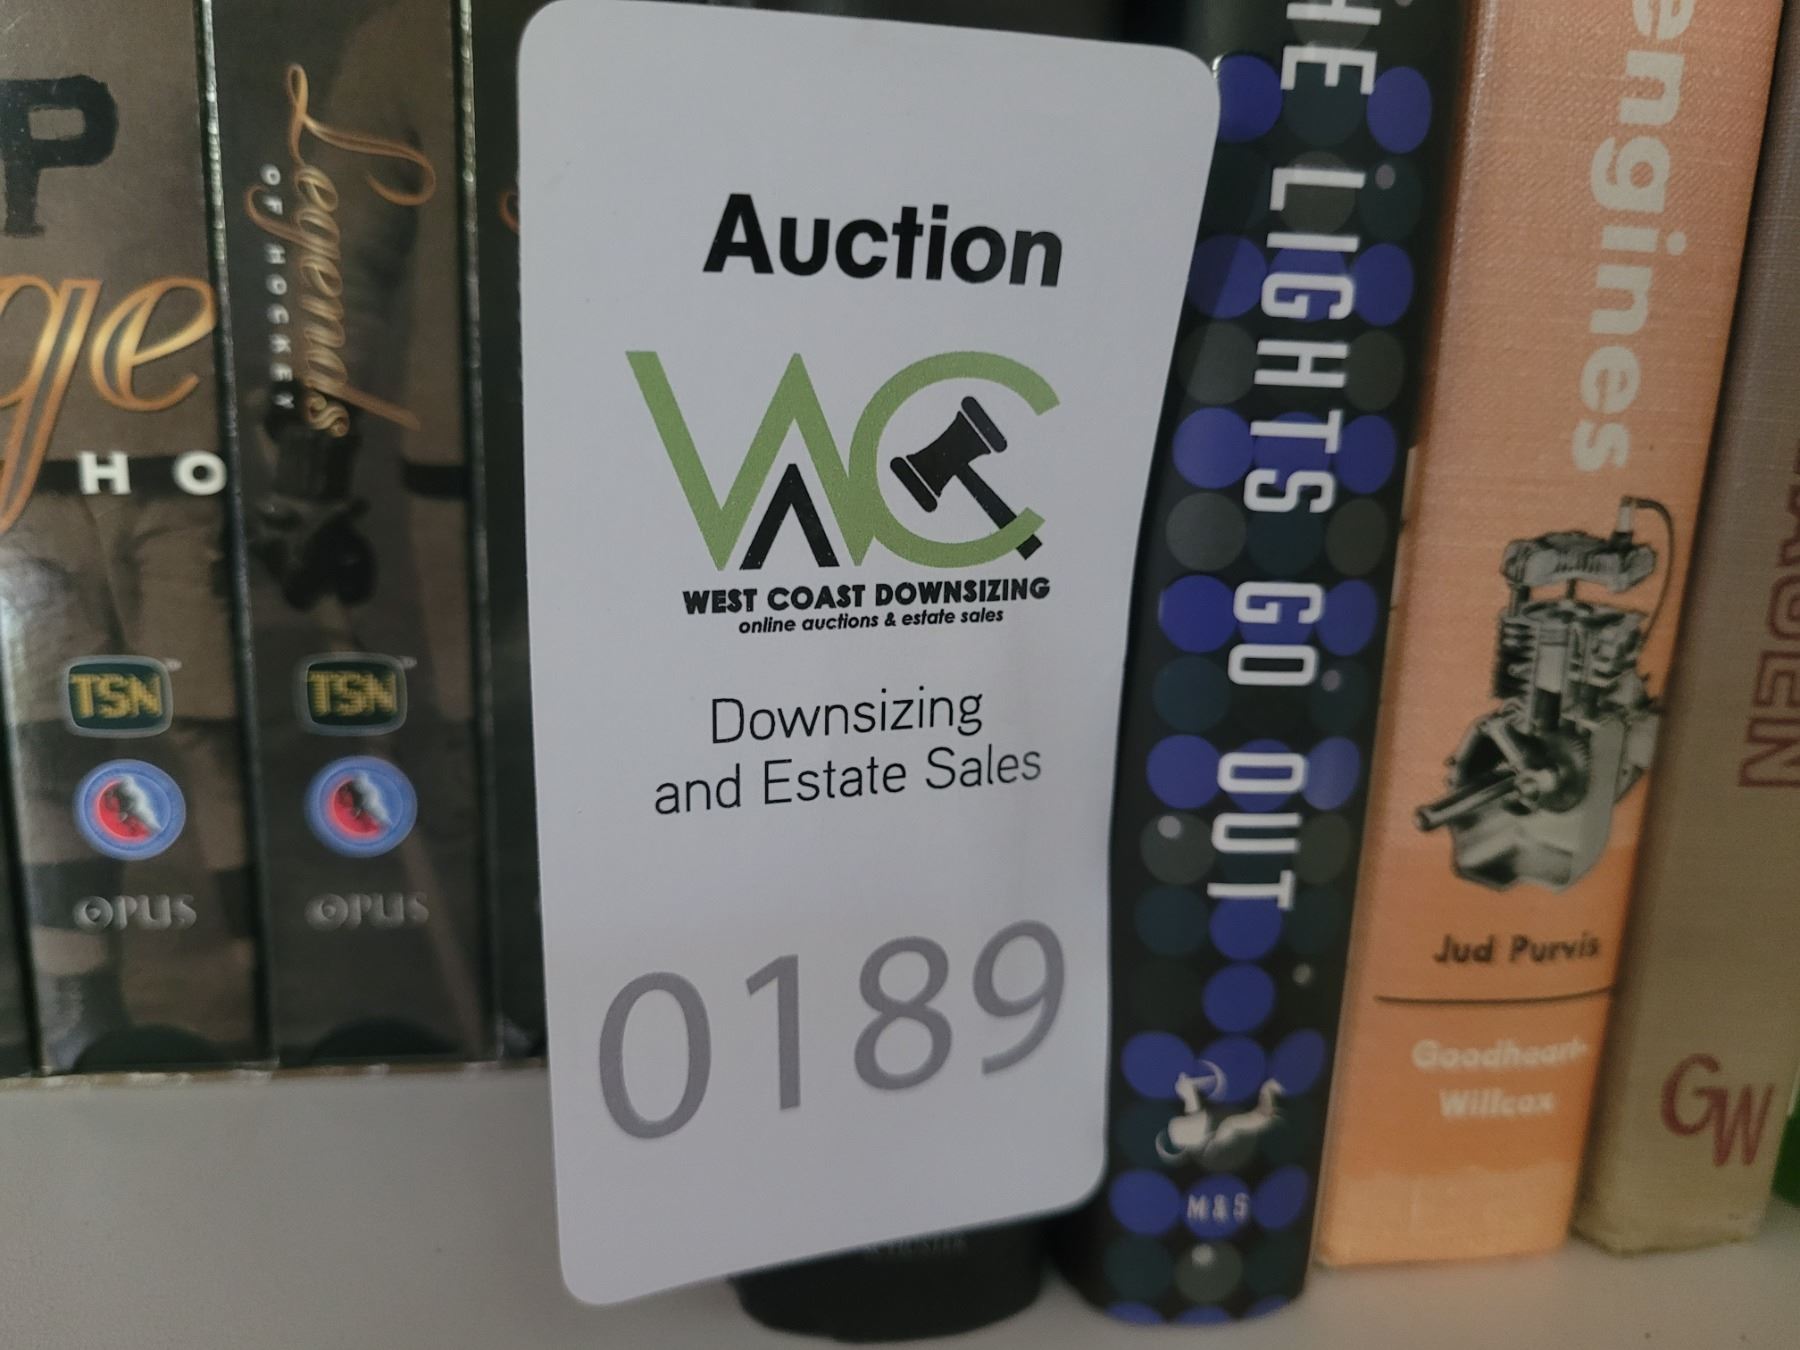 P
ge
HO
Legends
OF HOCKEY
TSN
OPUS
TSN
OPUS
Auction
WC
WEST COAST DOWNSIZING
online auctions & estate sales
Downsizing
and Estate Sales
0189
HE LIGHTS GO OUT
M&S
engines
Jud Purvis
Goodheart-
Willcox
GW